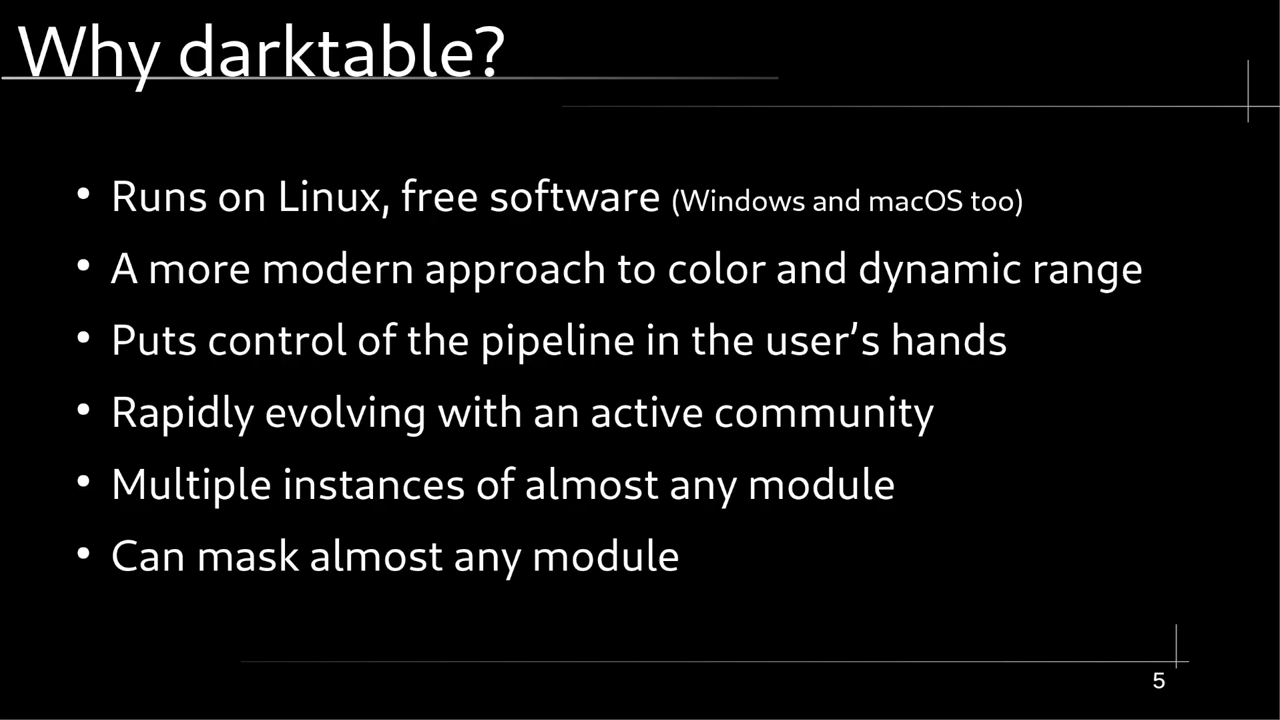 Why darktable?
• Runs on Linux, free software (Windows and macOS too)
• A more modern approach to color and dynamic range
• Puts control of the pipeline in the user’s hands
• Rapidly evolving with an active community
• Multiple instances of almost any module
• Can mask almost any module
5